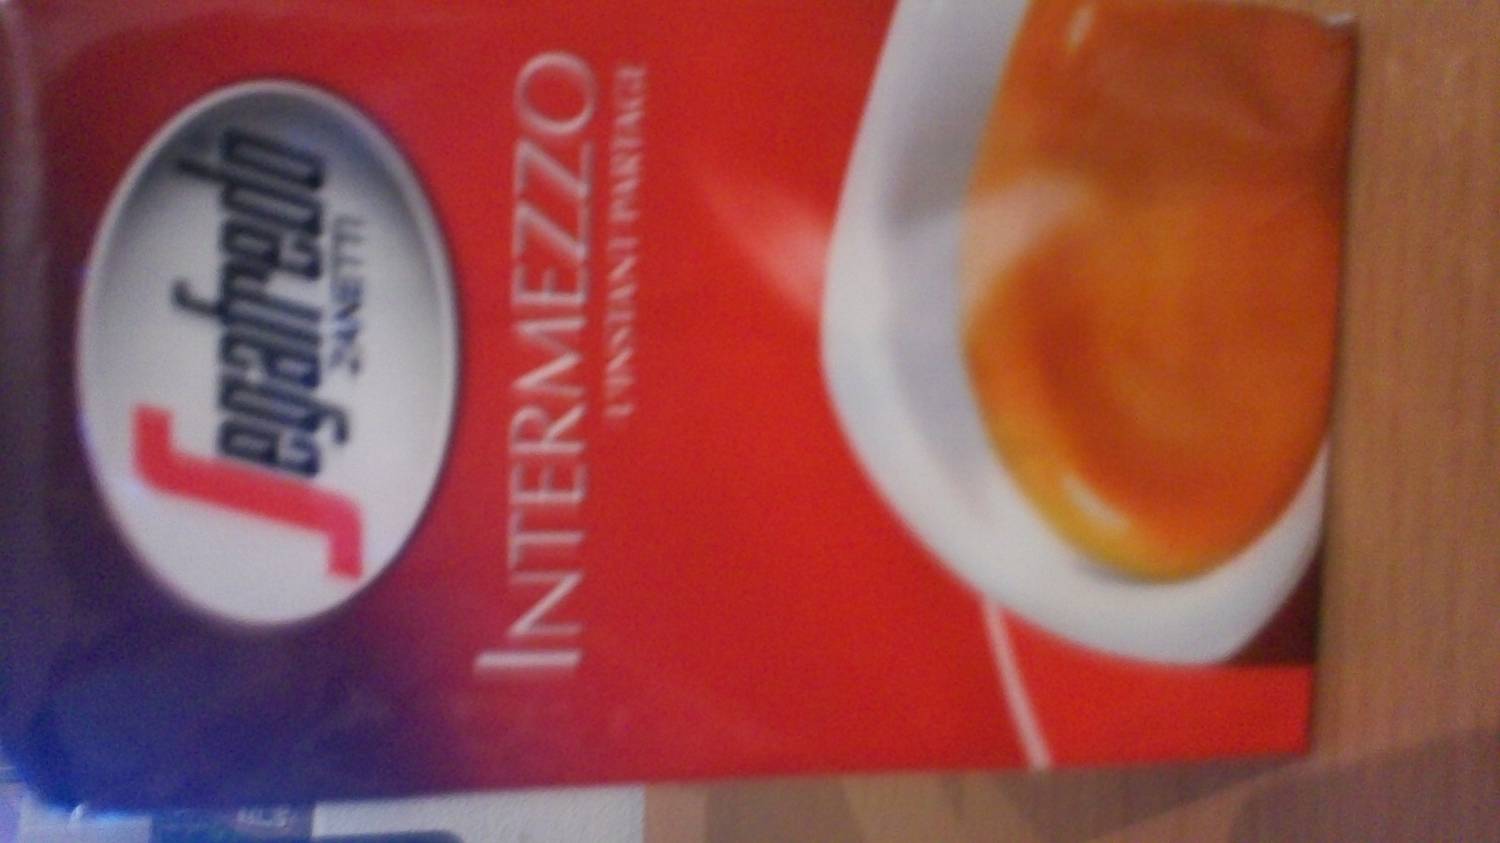 Segafredo
ZANETTI
INTERMEZZO
L'INSTANT PARTAGE